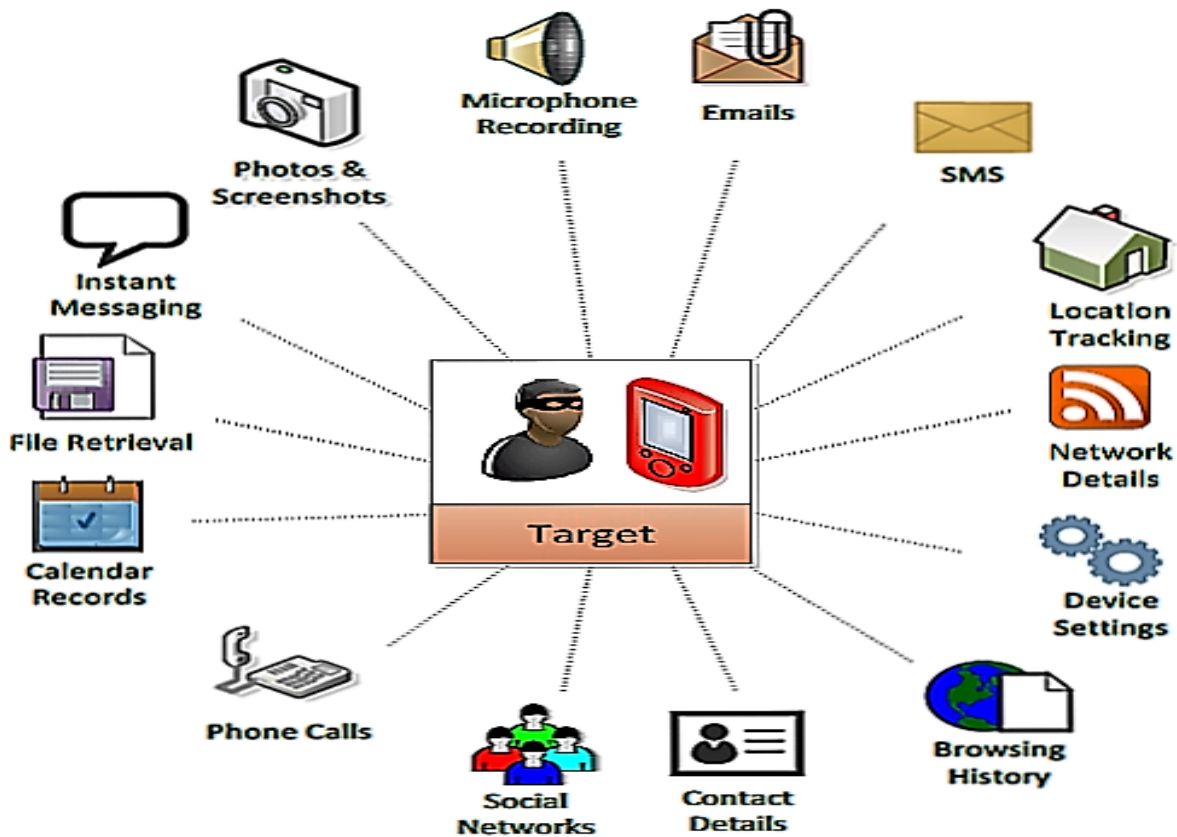 Microphone
Recording
Emails
SMS
Photos &
Screenshots
Instant
Messaging
Location
Tracking
File Retrieval
Network
Details
Target
Calendar
Records
Device
Settings
Phone Calls
Browsing
History
Social
Networks
Contact
Details